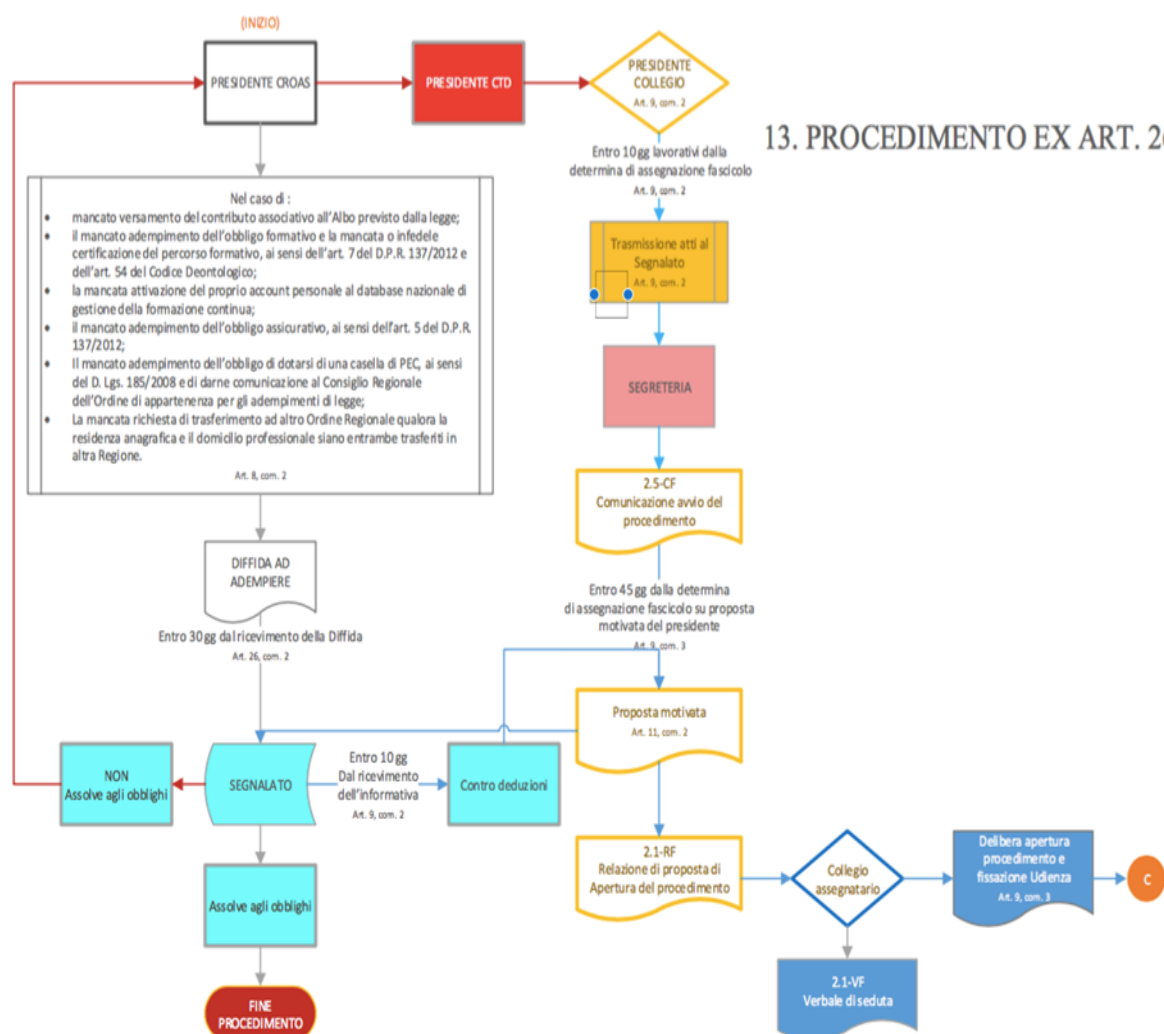 (INIZIO)
PRESIDENTE CROAS
PRESIDENTE CTD
PRESIDENTE
COLLEGIO
Art. 9, com. 2
13. PROCEDIMENTO EX ART. 26
Entro 10 gg lavorativi dalla
determina di assegnazione fascicolo
Art. 9, com. 2
Nel caso di :
• mancato versamento del contributo associativo all'Albo previsto dalla legge;
• il mancato adempimento dell'obbligo formativo e la mancata o infedele
certificazione del percorso formativo, ai sensi dell'art. 7 del D.P.R. 137/2012 e
dell'art. 54 del Codice Deontologico;
• la mancata attivazione del proprio account personale al database nazionale di
gestione della formazione continua;
• il mancato adempimento dell'obbligo assicurativo, ai sensi dell'art. 5 del D.P.R.
137/2012;
• Il mancato adempimento dell'obbligo di dotarsi di una casella di PEC, ai sensi
del D. Lgs. 185/2008 e di darne comunicazione al Consiglio Regionale
dell'Ordine di appartenenza per gli adempimenti di legge;
• La mancata richiesta di trasferimento ad altro Ordine Regionale qualora la
residenza anagrafica e il domicilio professionale siano entrambe trasferiti in
altra Regione.
Art. 8, com. 2
Trasmissione atti al
Segnalato
Art. 9, com. 2
SEGRETERIA
2.5-CF
Comunicazione avvio del
procedimento
DIFFIDA AD
ADEMPIERE
Entro 30 gg dal ricevimento della Diffida
Art. 26, com. 2
Entro 45 gg dalla determina
di assegnazione fascicolo su proposta
motivata del presidente
Art. 9, com. 3
Proposta motivata
Art. 11, com. 2
NON
Assolve agli obblighi
SEGNALATO
Entro 10 gg
Dal ricevimento
dell'informativa
Art. 9, com. 2
Contro deduzioni
2.1-RF
Relazione di proposta di
Apertura del procedimento
Collegio
assegnatario
Delibera apertura
procedimento e
fissazione Udienza
Art. 9, com. 3
C
Assolve agli obblighi
2.1-VF
Verbale di seduta
FINE
PROCEDIMENTO